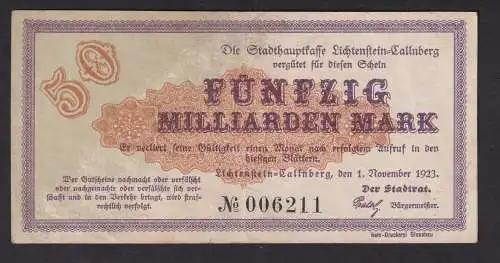 50
Die Stadthauptkasse Lichtenstein-Callnberg
vergütet für diesen Schein
FÜNFZIG
MILLIARDEN MARK
Er verliert seine Gültigkeit einen Monat nach erfolgtem Aufruf in den
hiesigen Blättern.
Lichtenstein-Callnberg, den 1. November 1923.
Wer Gutscheine nachmacht oder verfälscht
oder nachgemachte oder verfälschte sich ver-
schafft und in den Verkehr bringt, wird straf-
rechtlich verfolgt.
Der Stadtrat.
Bürgermeister.
№ 006211